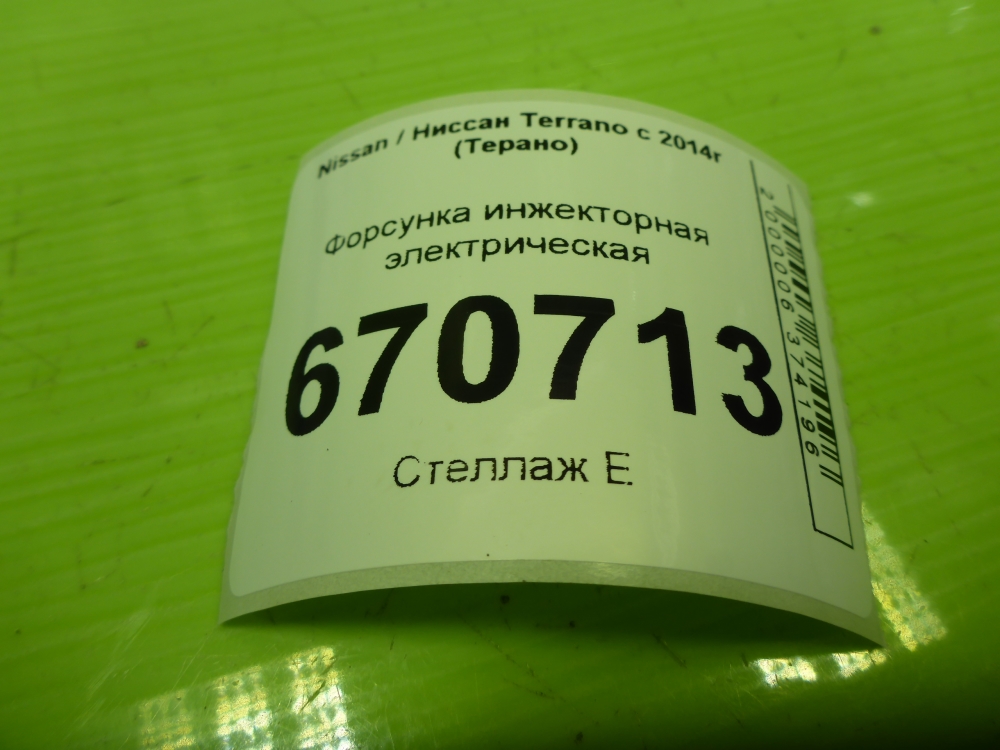 Nissan / Ниссан Terrano с 2014г
(Терано)
Форсунка инжекторная
электрическая
670713
Стеллаж Е
2000006374196